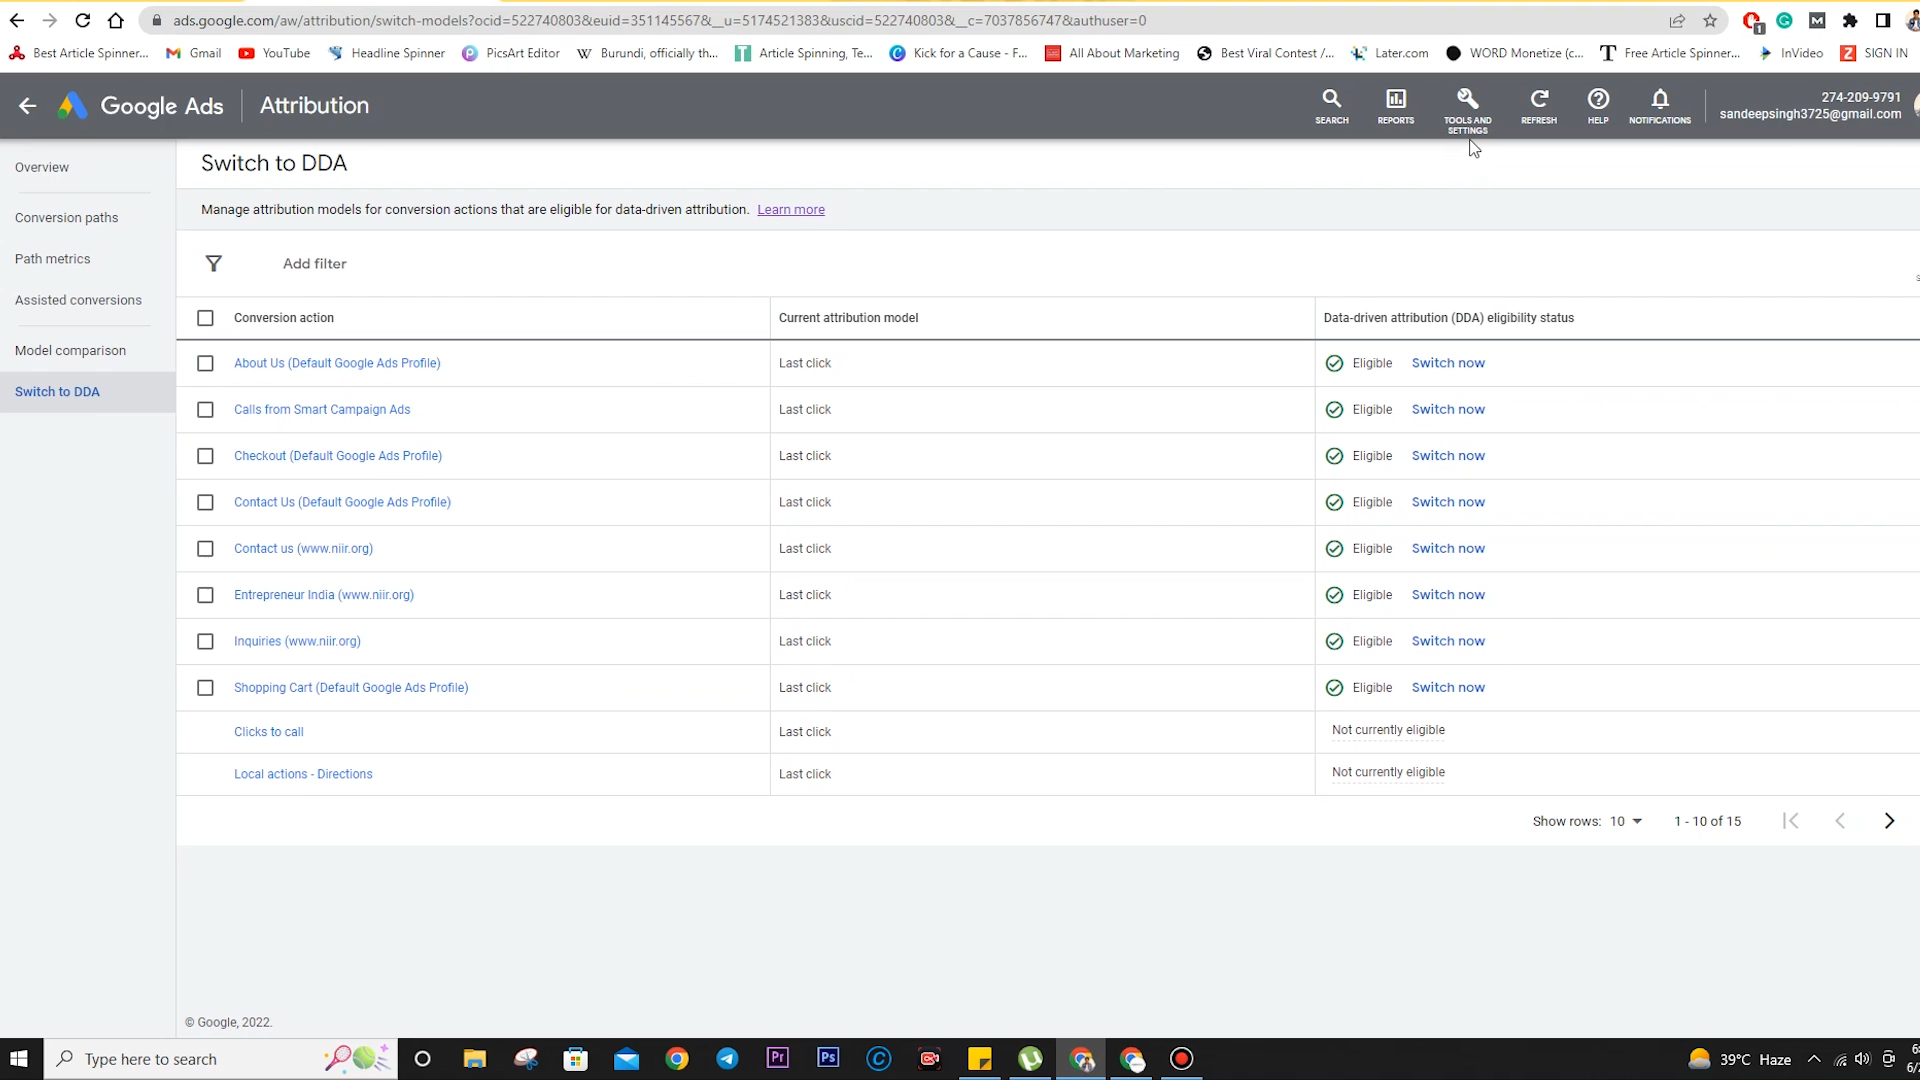 ads.google.com/aw/attribution/switch-models?ocid=522740803&euid=351145567&__u=5174521383&uscid=522740803&__c=7037856747&authuser=0
Best Article Spinner... Gmail YouTube Headline Spinner PicsArt Editor Burundi, officially th... Article Spinning, Te... Kick for a Cause - F... All About Marketing Best Viral Contest /... Later.com WORD Monetize (c... Free Article Spinner... InVideo SIGN IN
Google Ads Attribution
SEARCH REPORTS TOOLS AND SETTINGS REFRESH HELP NOTIFICATIONS
274-209-9791
sandeepsingh3725@gmail.com
Overview
Conversion paths
Path metrics
Assisted conversions
Model comparison
Switch to DDA
Switch to DDA
Manage attribution models for conversion actions that are eligible for data-driven attribution. Learn more
Add filter
Conversion action Current attribution model Data-driven attribution (DDA) eligibility status
About Us (Default Google Ads Profile) Last click Eligible Switch now
Calls from Smart Campaign Ads Last click Eligible Switch now
Checkout (Default Google Ads Profile) Last click Eligible Switch now
Contact Us (Default Google Ads Profile) Last click Eligible Switch now
Contact us (www.niir.org) Last click Eligible Switch now
Entrepreneur India (www.niir.org) Last click Eligible Switch now
Inquiries (www.niir.org) Last click Eligible Switch now
Shopping Cart (Default Google Ads Profile) Last click Eligible Switch now
Clicks to call Last click Not currently eligible
Local actions - Directions Last click Not currently eligible
Show rows: 10 1 - 10 of 15
© Google, 2022.
Type here to search
39°C Haze